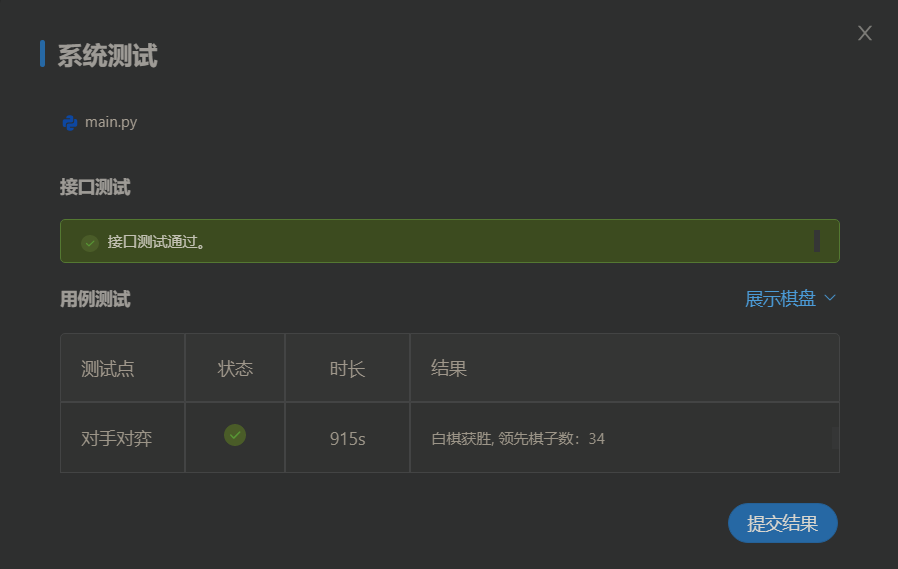 系统测试
main.py
接口测试
接口测试通过。
用例测试
展示棋盘
测试点 状态 时长 结果
对手对弈 915s 白棋获胜, 领先棋子数：34
提交结果